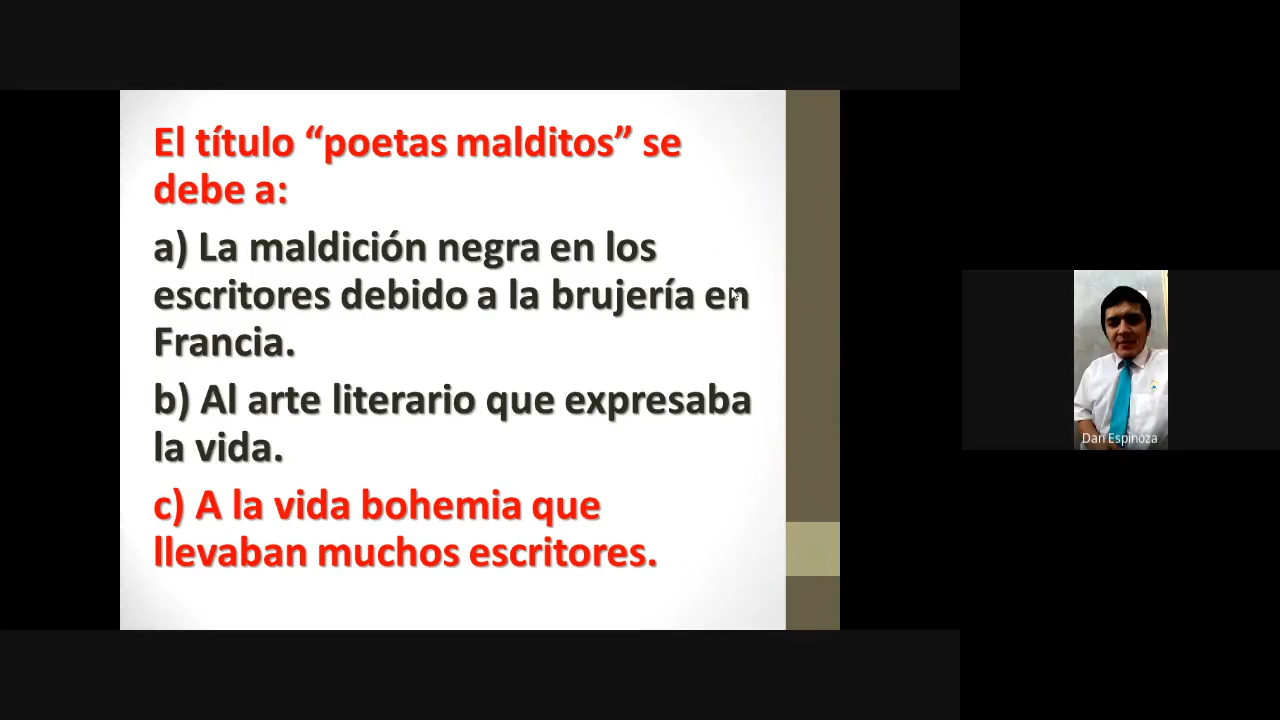 El título “poetas malditos” se
debe a:
a) La maldición negra en los
escritores debido a la brujería en
Francia.
b) Al arte literario que expresaba
la vida.
c) A la vida bohemia que
llevaban muchos escritores.
Dan Espinoza